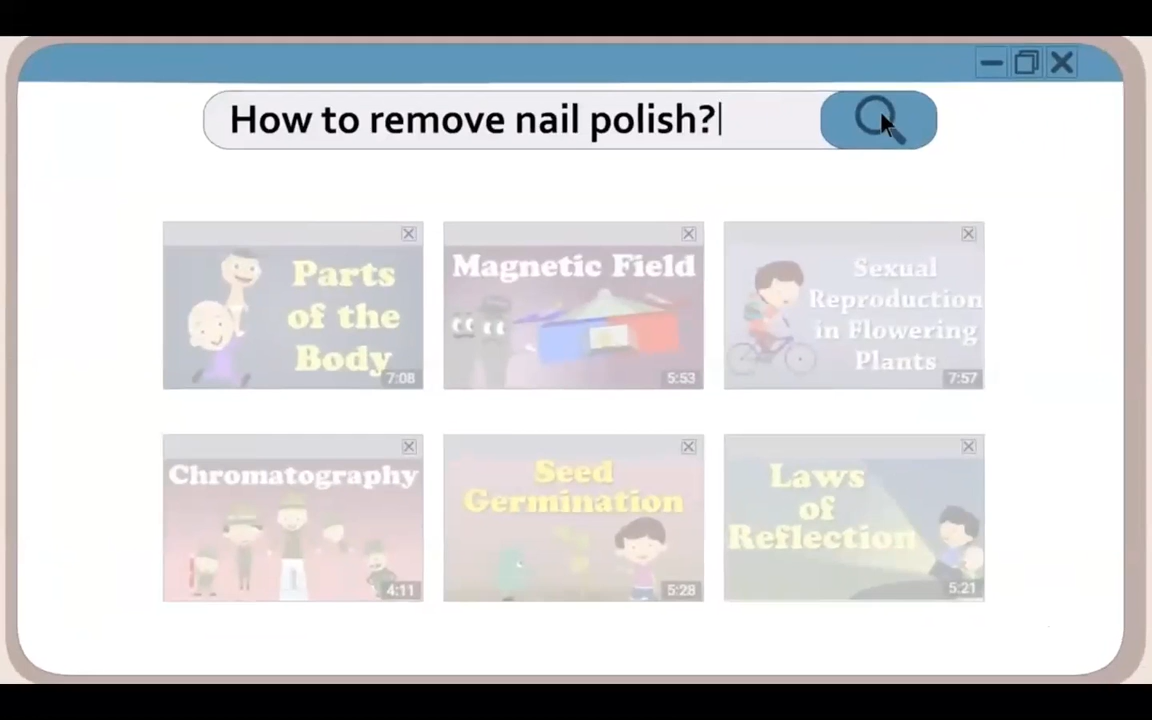 How to remove nail polish?
Parts
of the
Body
7:08
Magnetic Field
5:53
Sexual
Reproduction
in Flowering
Plants
7:57
Chromatography
4:11
Seed
Germination
5:28
Laws
of
Reflection
5:21